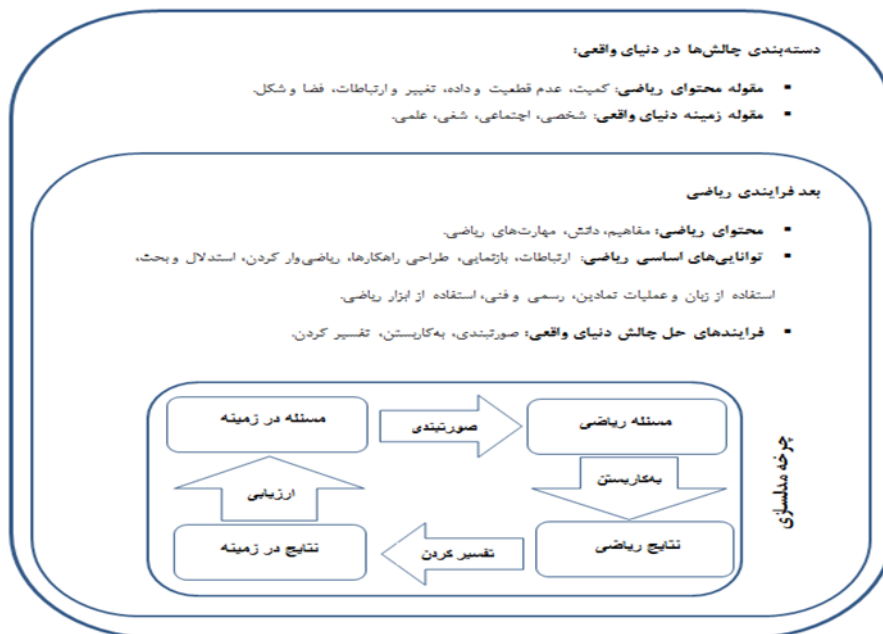 دسته‌بندی چالش‌ها در دنیای واقعی:
▪ مقوله محتوای ریاضی: کمیت، عدم قطعیت و داده، تغییر و ارتباطات، فضا و شکل.
▪ مقوله زمینه دنیای واقعی: شخصی، اجتماعی، شغی، علمی.
بعد فرایندی ریاضی
▪ محتوای ریاضی: مفاهیم، دانش، مهارت‌های ریاضی.
▪ توانایی‌های اساسی ریاضی: ارتباطات، بازنمایی، طراحی راهکارها، ریاضی‌وار کردن، استدلال و بحث،
استفاده از زبان و عملیات نمادین، رسمی و فنی، استفاده از ابزار ریاضی.
▪ فرایندهای حل چالش دنیای واقعی: صورتبندی، به‌کاربستن، تفسیر کردن.
مسئله ریاضی
صورتبندی
مسئله در زمینه
به‌کاربستن
ارزیابی
نتایج ریاضی
تفسیر کردن
نتایج در زمینه
چرخه مدلسازی